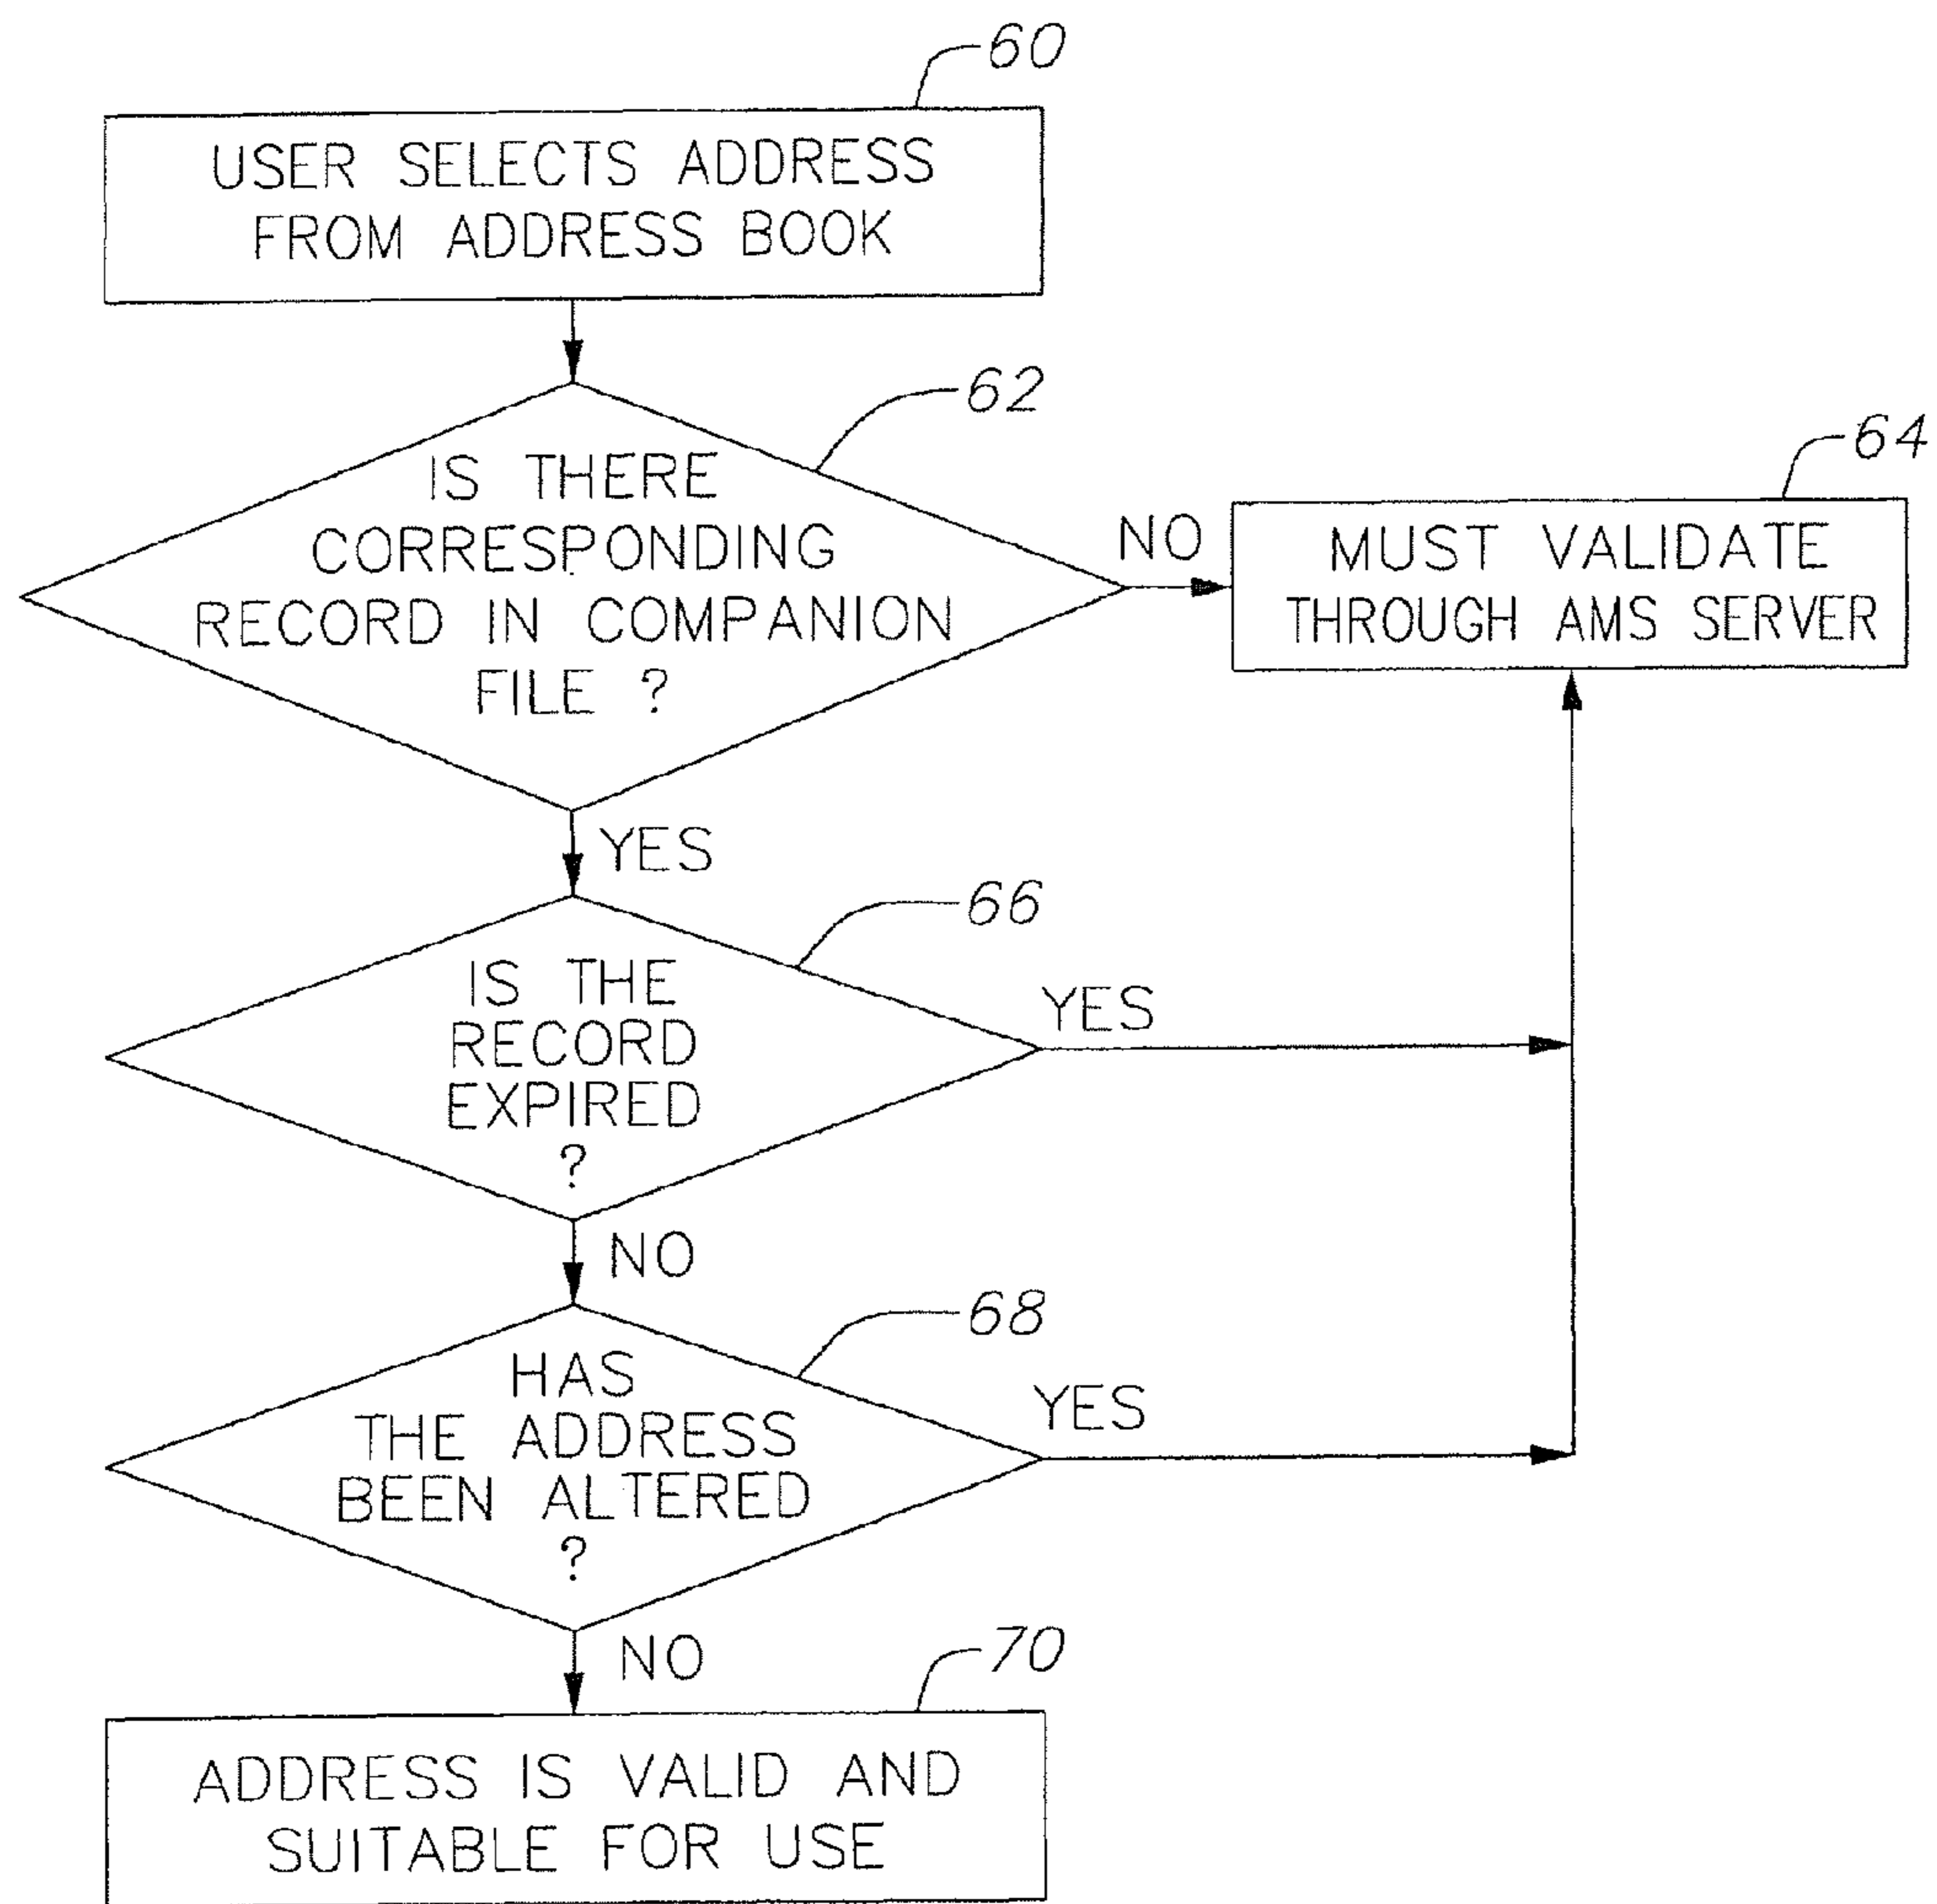 60
USER SELECTS ADDRESS
FROM ADDRESS BOOK
62
IS THERE
CORRESPONDING
RECORD IN COMPANION
FILE ?
NO
64
MUST VALIDATE
THROUGH AMS SERVER
YES
66
IS THE
RECORD
EXPIRED
?
YES
NO
68
HAS
THE ADDRESS
BEEN ALTERED
?
YES
NO
70
ADDRESS IS VALID AND
SUITABLE FOR USE